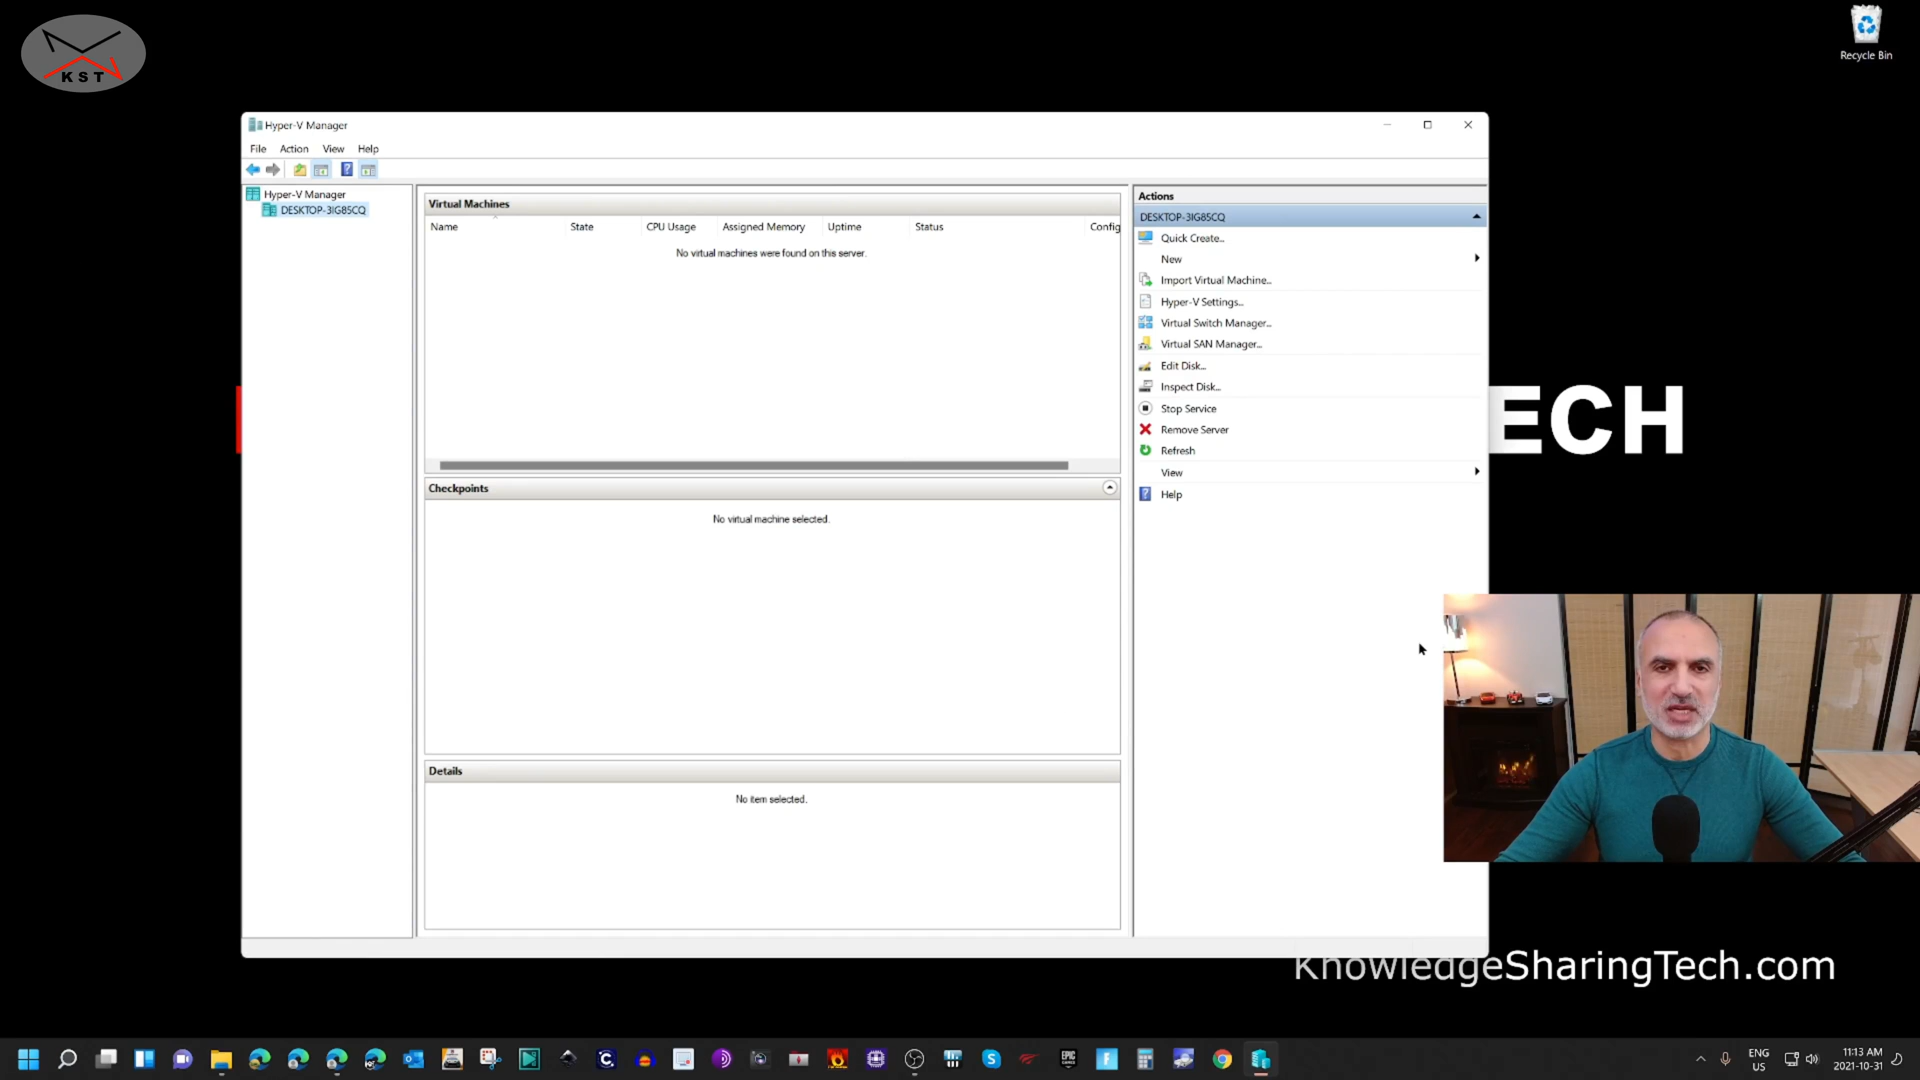 KST
Recycle Bin
Hyper-V Manager
File Action View Help
Hyper-V Manager
DESKTOP-3IG85CQ
Virtual Machines
Name State CPU Usage Assigned Memory Uptime Status Config
No virtual machines were found on this server.
Checkpoints
No virtual machine selected.
Details
No item selected.
Actions
DESKTOP-3IG85CQ
Quick Create...
New
Import Virtual Machine...
Hyper-V Settings...
Virtual Switch Manager...
Virtual SAN Manager...
Edit Disk...
Inspect Disk...
Stop Service
Remove Server
Refresh
View
Help
ECH
KnowledgeSharingTech.com
EPIC
ENG
US
11:13 AM
2021-10-31